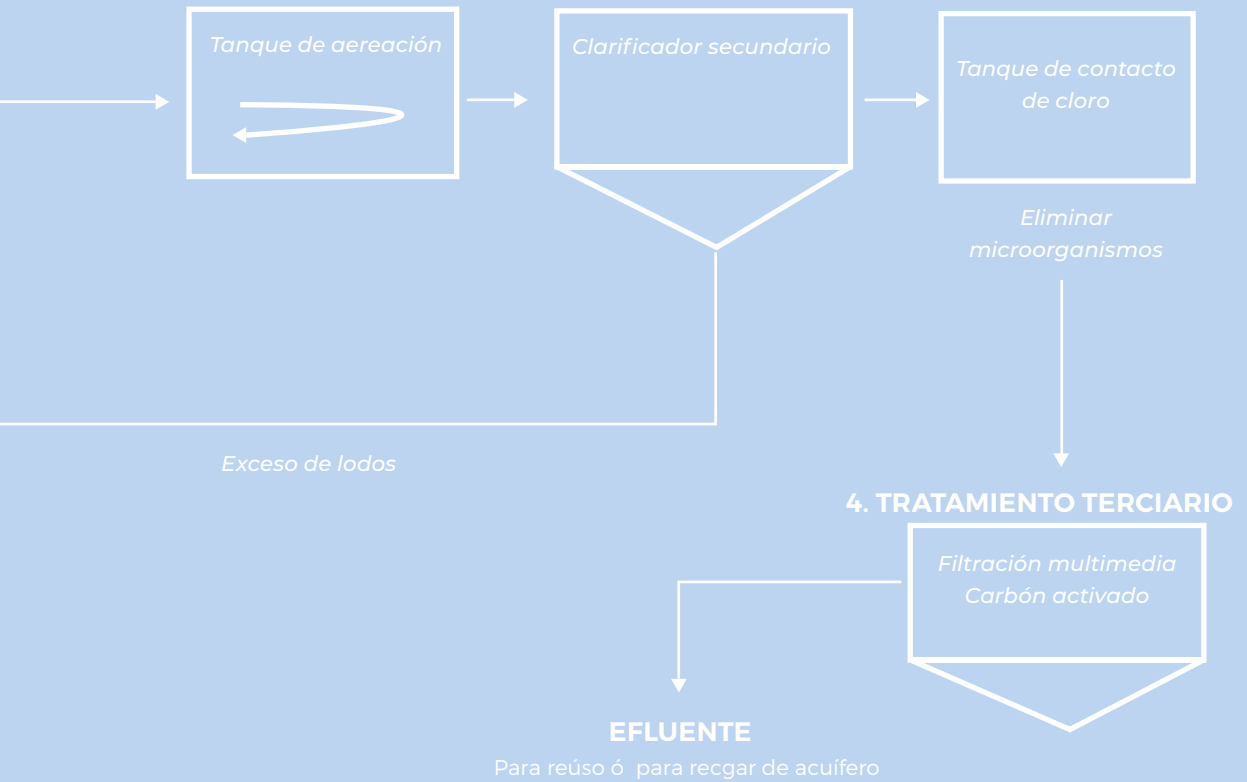 Tanque de aereación
Clarificador secundario
Tanque de contacto
de cloro
Eliminar
microorganismos
Exceso de lodos
4. TRATAMIENTO TERCIARIO
Filtración multimedia
Carbón activado
EFLUENTE
Para reúso ó para recgar de acuífero